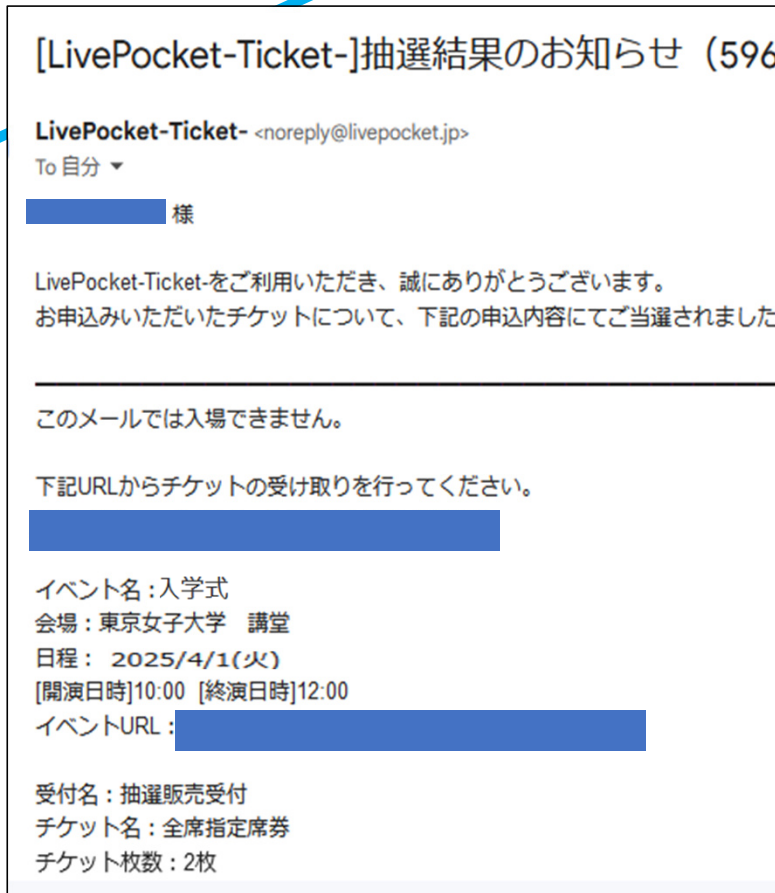 [LivePocket-Ticket-]抽選結果のお知らせ（596
LivePocket-Ticket- <noreply@livepocket.jp>
To 自分
様
LivePocket-Ticket-をご利用いただき、誠にありがとうございます。
お申込みいただいたチケットについて、下記の申込内容にてご当選されました
このメールでは入場できません。
下記URLからチケットの受け取りを行ってください。
イベント名：入学式
会場：東京女子大学　講堂
日程： 2025/4/1(火)
[開演日時]10:00 [終演日時]12:00
イベントURL：
受付名：抽選販売受付
チケット名：全席指定席券
チケット枚数：2枚